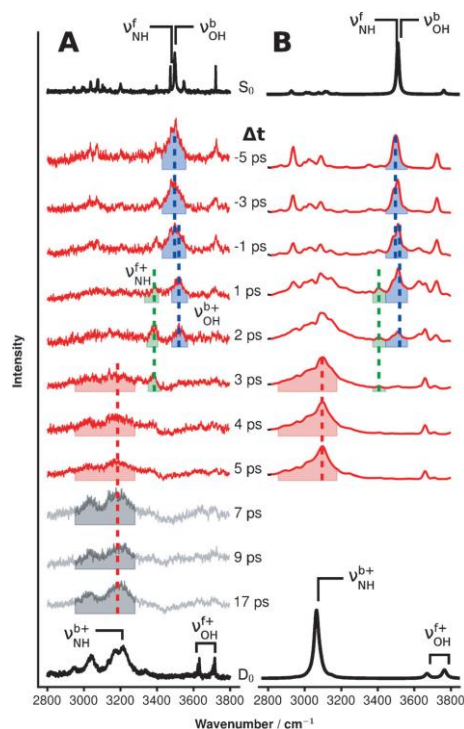 A
B
ν^f_NH
ν^b_OH
ν^f_NH
ν^b_OH
S₀
Δt
-5 ps
-3 ps
-1 ps
ν^f+_NH
1 ps
ν^b+_OH
2 ps
3 ps
4 ps
5 ps
7 ps
9 ps
17 ps
Intensity
ν^b+_NH
ν^f+_OH
ν^b+_NH
ν^f+_OH
D₀
2800 3000 3200 3400 3600 3800 3000 3200 3400 3600 3800
Wavenumber / cm⁻¹